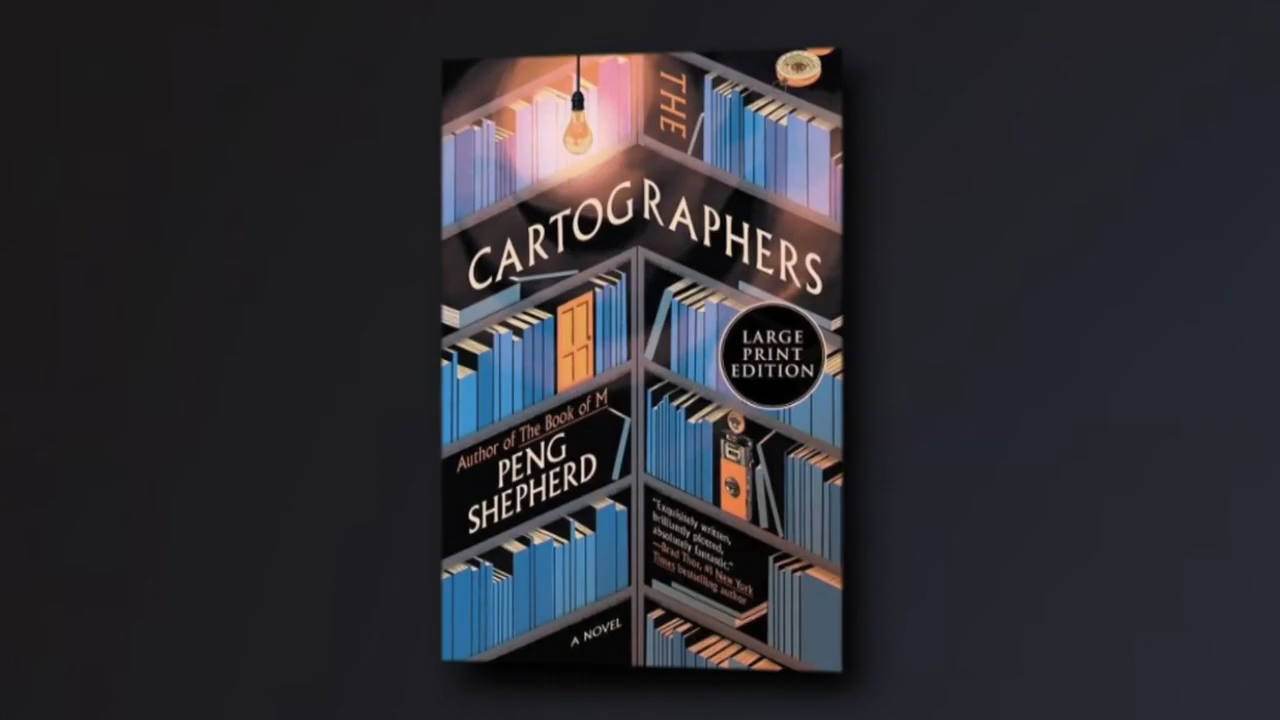 THE
CARTOGRAPHERS
LARGE
PRINT
EDITION
Author of The Book of M
PENG
SHEPHERD
"Exquisitely written,
brilliantly plotted,
absolutely fantastic."
—Brad Thor, #1 New York
Times bestselling author
A NOVEL